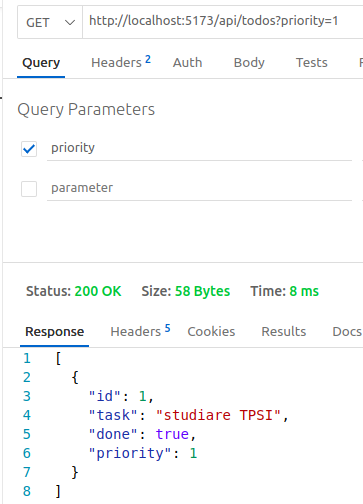 GET http://localhost:5173/api/todos?priority=1
Query Headers 2 Auth Body Tests
Query Parameters
priority
parameter
Status: 200 OK Size: 58 Bytes Time: 8 ms
Response Headers 5 Cookies Results Docs
1 [
2 {
3 "id": 1,
4 "task": "studiare TPSI",
5 "done": true,
6 "priority": 1
7 }
8 ]